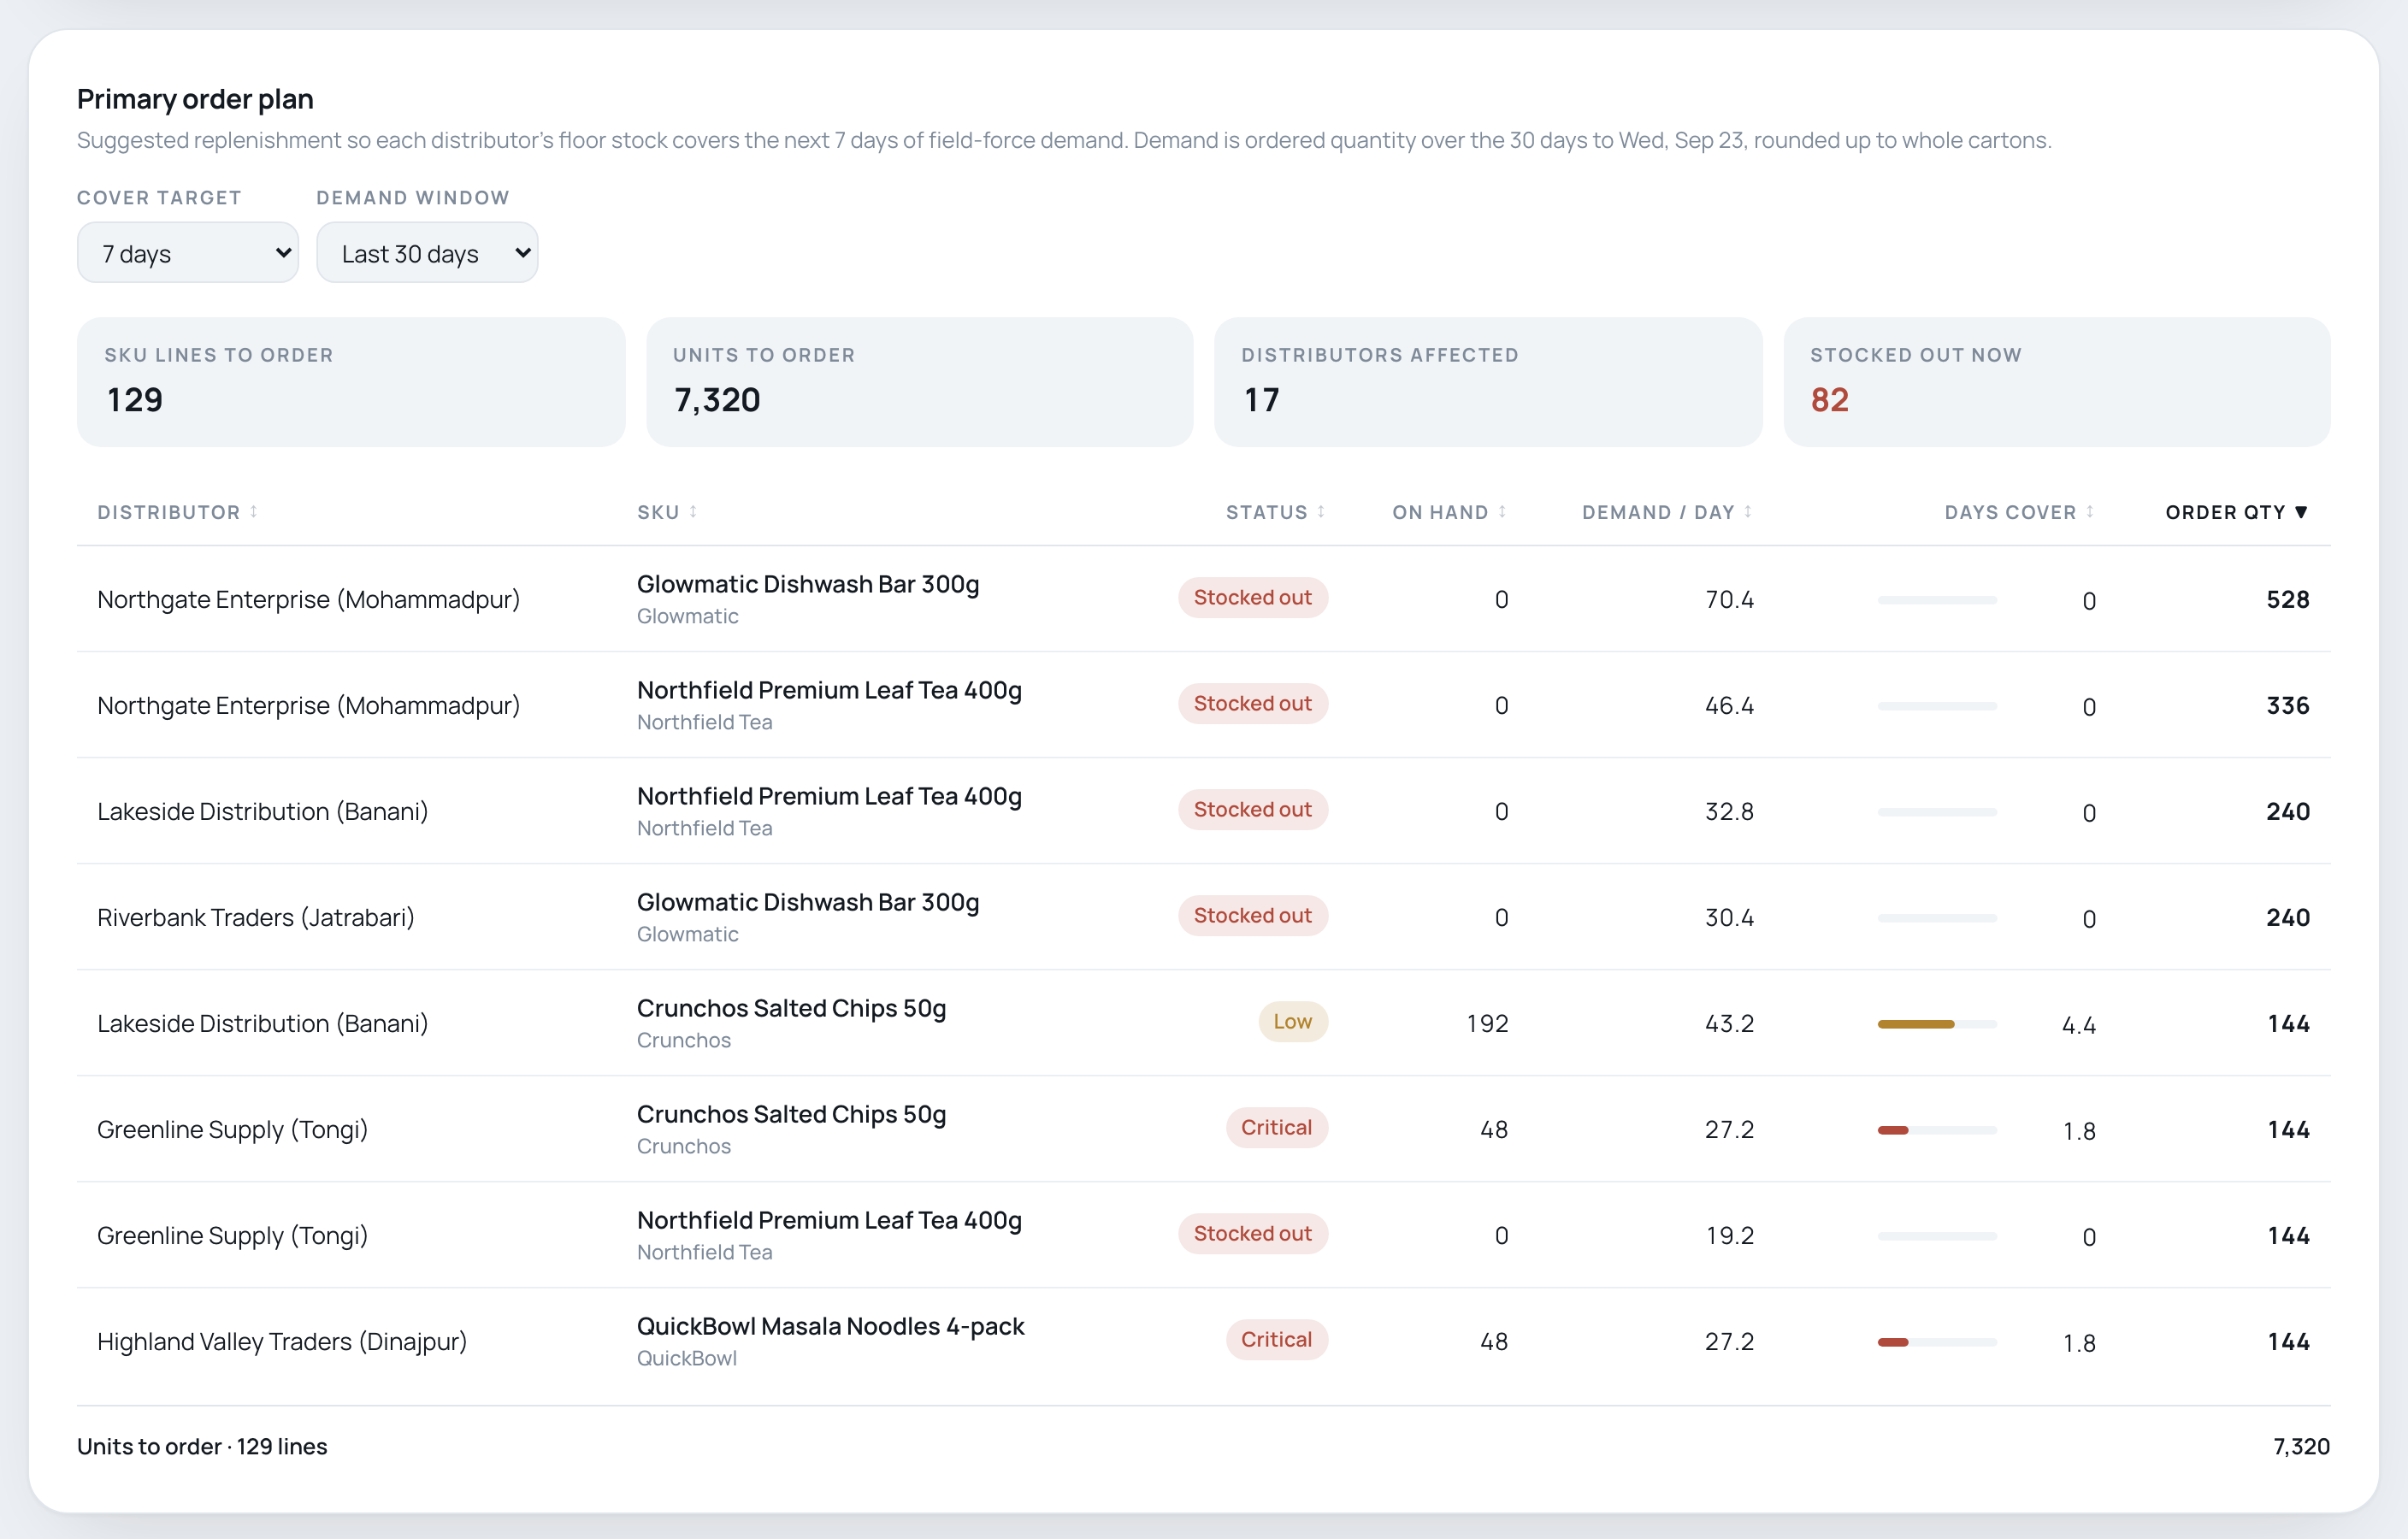 Primary order plan
Suggested replenishment so each distributor's floor stock covers the next 7 days of field-force demand. Demand is ordered quantity over the 30 days to Wed, Sep 23, rounded up to whole cartons.
COVER TARGET DEMAND WINDOW
7 days Last 30 days
SKU LINES TO ORDER UNITS TO ORDER DISTRIBUTORS AFFECTED STOCKED OUT NOW
129 7,320 17 82
DISTRIBUTOR ↕ SKU ↕ STATUS ↕ ON HAND ↕ DEMAND / DAY ↕ DAYS COVER ↕ ORDER QTY ▼
Northgate Enterprise (Mohammadpur) Glowmatic Dishwash Bar 300g Stocked out 0 70.4 0 528
Glowmatic
Northgate Enterprise (Mohammadpur) Northfield Premium Leaf Tea 400g Stocked out 0 46.4 0 336
Northfield Tea
Lakeside Distribution (Banani) Northfield Premium Leaf Tea 400g Stocked out 0 32.8 0 240
Northfield Tea
Riverbank Traders (Jatrabari) Glowmatic Dishwash Bar 300g Stocked out 0 30.4 0 240
Glowmatic
Lakeside Distribution (Banani) Crunchos Salted Chips 50g Low 192 43.2 4.4 144
Crunchos
Greenline Supply (Tongi) Crunchos Salted Chips 50g Critical 48 27.2 1.8 144
Crunchos
Greenline Supply (Tongi) Northfield Premium Leaf Tea 400g Stocked out 0 19.2 0 144
Northfield Tea
Highland Valley Traders (Dinajpur) QuickBowl Masala Noodles 4-pack Critical 48 27.2 1.8 144
QuickBowl
Units to order · 129 lines 7,320